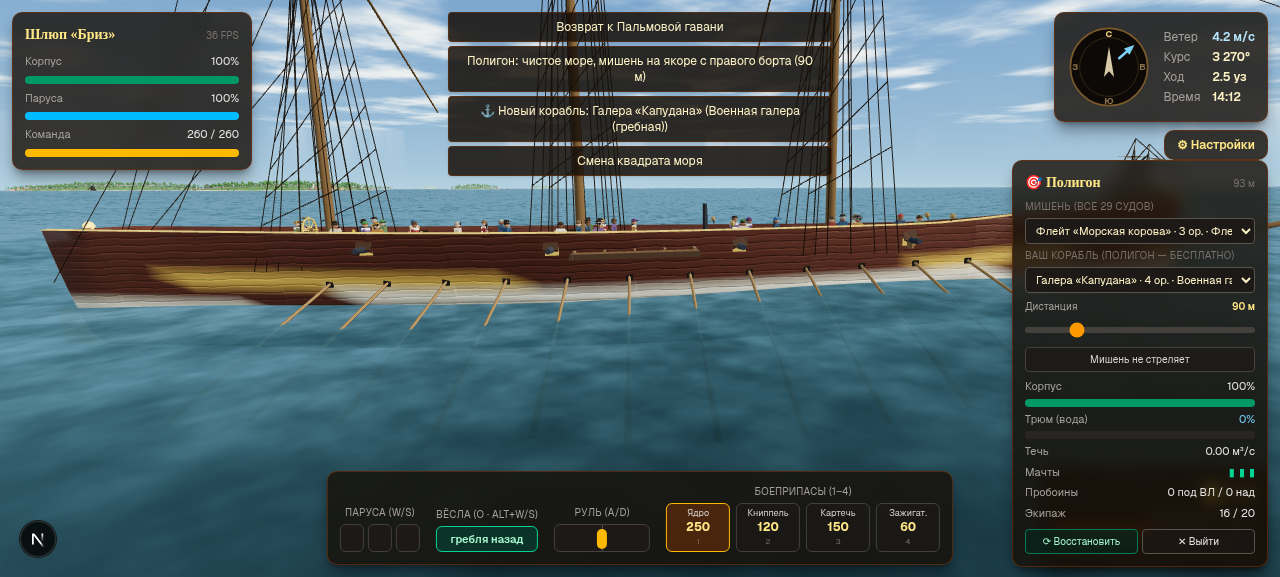 Шлюп «Бриз»
36 FPS
Корпус 100%
Паруса 100%
Команда 260 / 260
Возврат к Пальмовой гавани
Полигон: чистое море, мишень на якоре с правого борта (90
м)
⚓ Новый корабль: Галера «Капудана» (Военная галера
(гребная))
Смена квадрата моря
С
З
В
Ю
Ветер 4.2 м/с
Курс З 270°
Ход 2.5 уз
Время 14:12
⚙ Настройки
🎯 Полигон 93 м
МИШЕНЬ (ВСЕ 29 СУДОВ)
Флейт «Морская корова» · 3 ор. · Фле
ВАШ КОРАБЛЬ (ПОЛИГОН — БЕСПЛАТНО)
Галера «Капудана» · 4 ор. · Военная га
Дистанция 90 м
Мишень не стреляет
Корпус 100%
Трюм (вода) 0%
Течь 0.00 м³/с
Мачты
Пробоины 0 под ВЛ / 0 над
Экипаж 16 / 20
⟳ Восстановить
✕ Выйти
ПАРУСА (W/S)
ВЁСЛА (O · ALT+W/S)
гребля назад
РУЛЬ (A/D)
БОЕПРИПАСЫ (1–4)
Ядро
250
1
Книппель
120
2
Картечь
150
3
Зажигат.
60
4
N